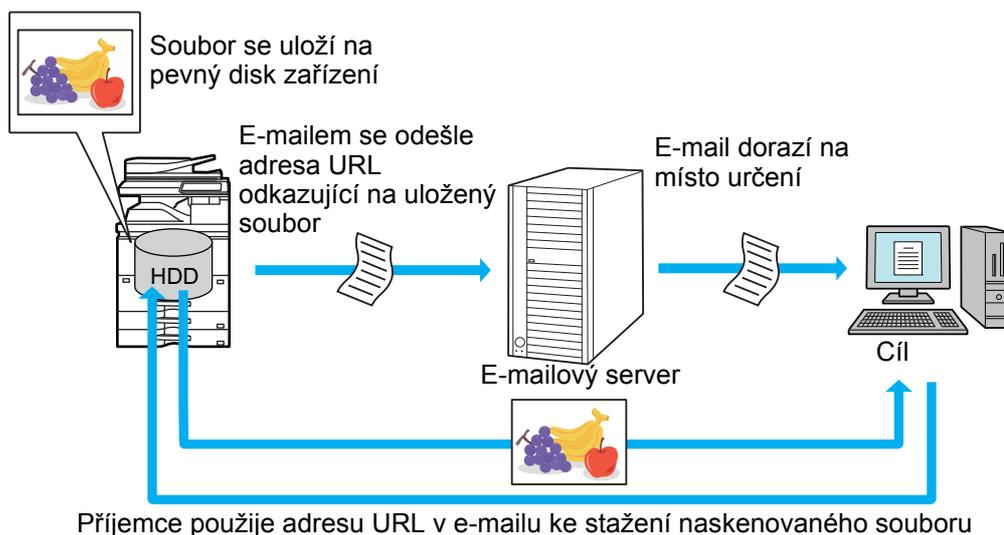 Soubor se uloží na
pevný disk zařízení
E-mailem se odešle
adresa URL
odkazující na uložený
soubor
E-mail dorazí na
místo určení
HDD
Cíl
E-mailový server
Příjemce použije adresu URL v e-mailu ke stažení naskenovaného souboru